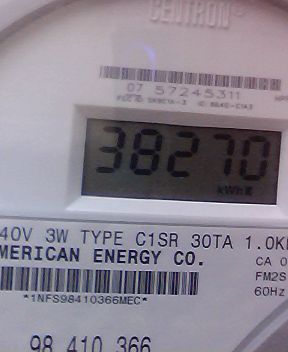 CENTRON®
07 57245311
38270
kWh
40V 3W TYPE C1SR 30TA 1.0K
MERICAN ENERGY CO.
CA 0
FM2S
60Hz
*1NFS98410366MEC*
98 410 366